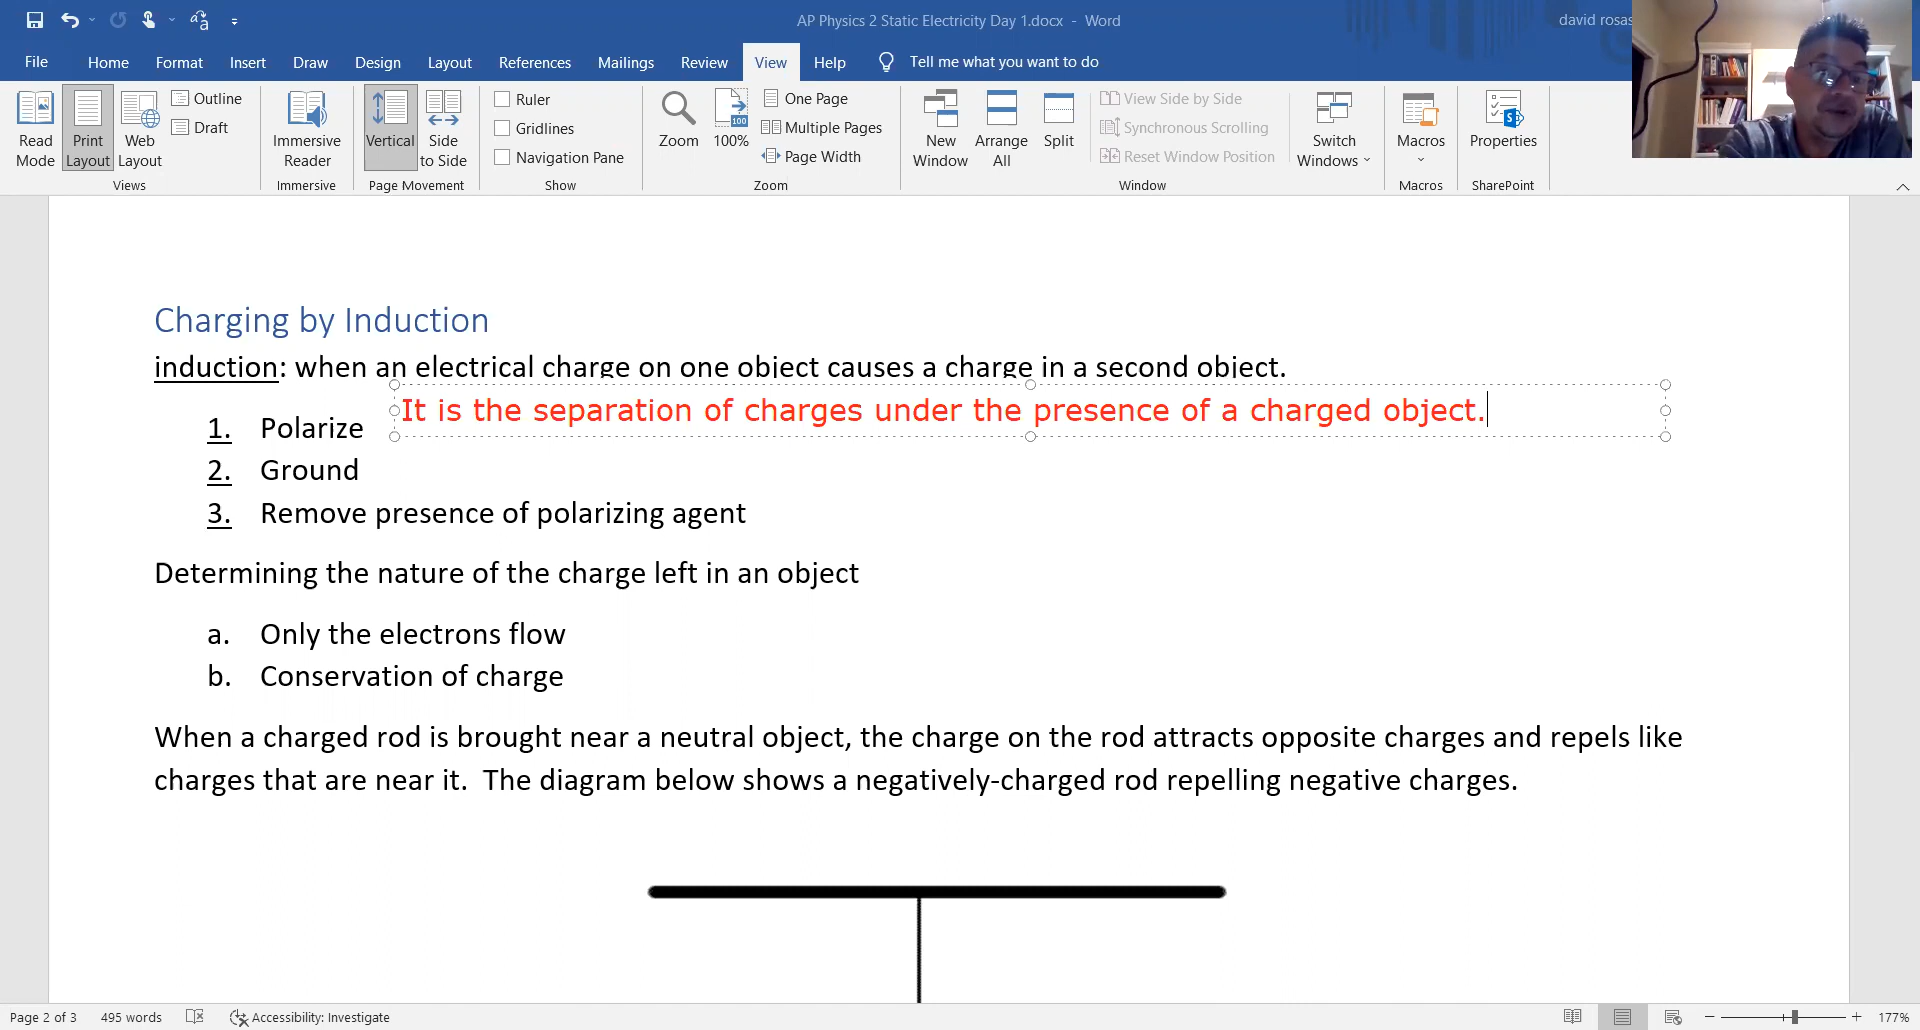 AP Physics 2 Static Electricity Day 1.docx - Word
david rosas
File Home Format Insert Draw Design Layout References Mailings Review View Help Tell me what you want to do
Read Mode
Print Layout
Web Layout
Outline
Draft
Views
Immersive Reader
Immersive
Vertical
Side to Side
Page Movement
Ruler
Gridlines
Navigation Pane
Show
Zoom
100%
100
One Page
Multiple Pages
Page Width
Zoom
New Window
Arrange All
Split
View Side by Side
Synchronous Scrolling
Reset Window Position
Switch Windows
Window
Macros
Macros
Properties
SharePoint
Charging by Induction
induction: when an electrical charge on one object causes a charge in a second object.
It is the separation of charges under the presence of a charged object.
1. Polarize
2. Ground
3. Remove presence of polarizing agent
Determining the nature of the charge left in an object
a. Only the electrons flow
b. Conservation of charge
When a charged rod is brought near a neutral object, the charge on the rod attracts opposite charges and repels like
charges that are near it. The diagram below shows a negatively-charged rod repelling negative charges.
Page 2 of 3 495 words Accessibility: Investigate 177%